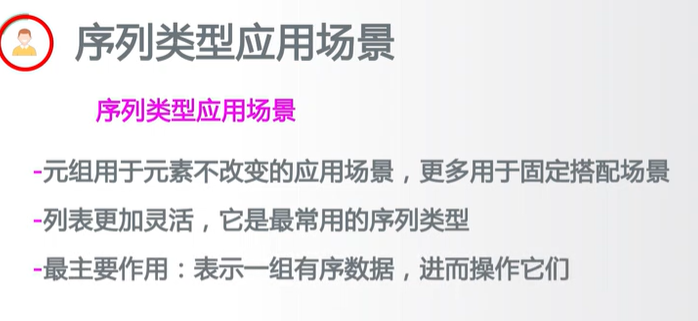 序列类型应用场景
序列类型应用场景
-元组用于元素不改变的应用场景，更多用于固定搭配场景
-列表更加灵活，它是最常用的序列类型
-最主要作用：表示一组有序数据，进而操作它们